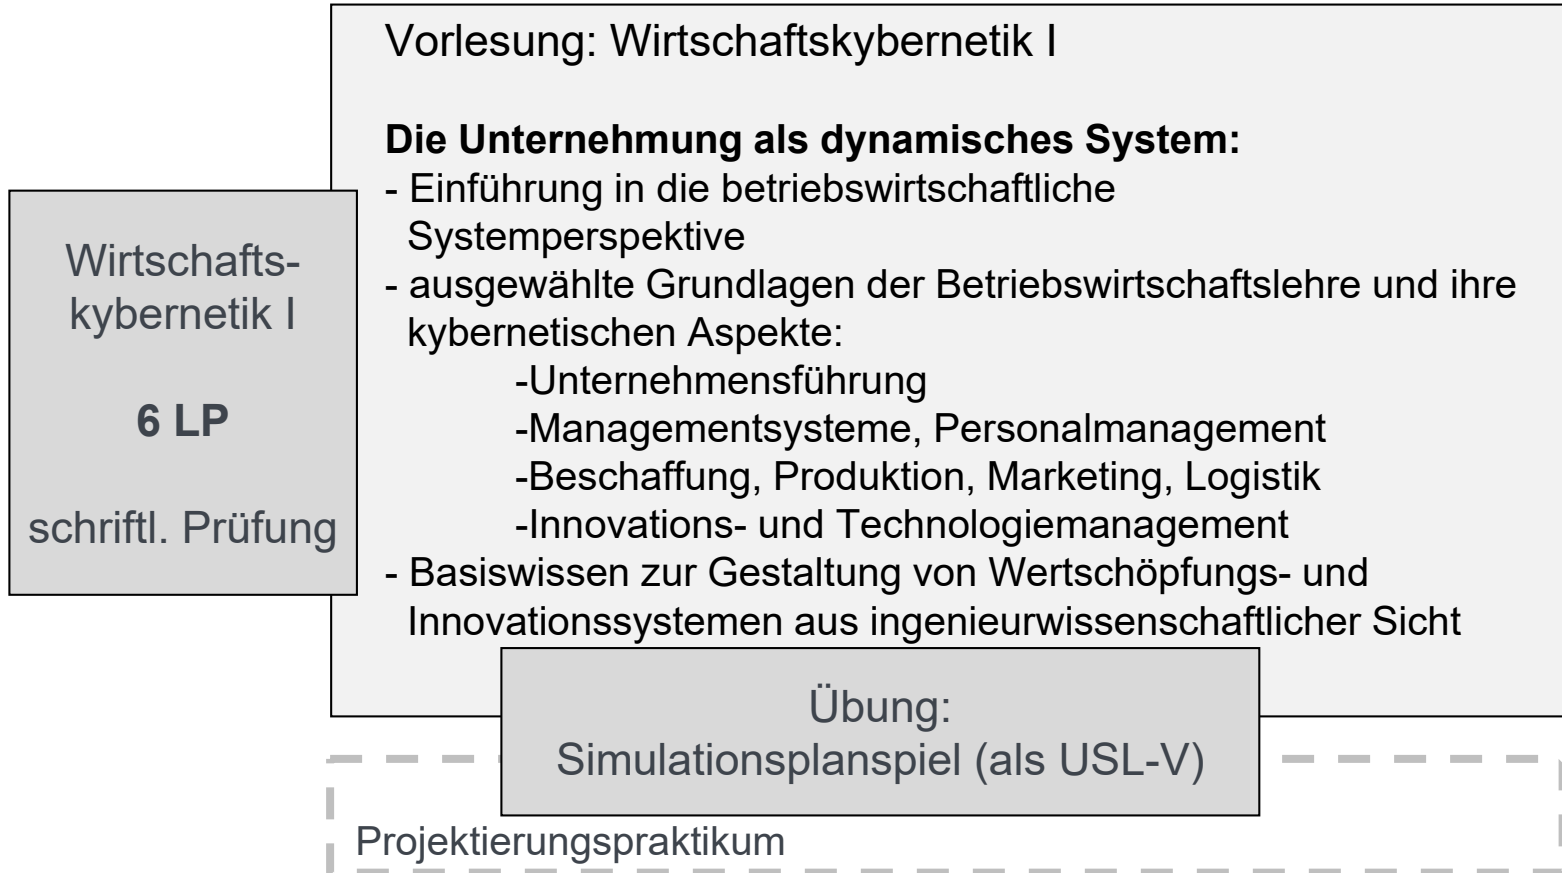 Vorlesung: Wirtschaftskybernetik I
Die Unternehmung als dynamisches System:
- Einführung in die betriebswirtschaftliche
Systemperspektive
- ausgewählte Grundlagen der Betriebswirtschaftslehre und ihre
kybernetischen Aspekte:
-Unternehmensführung
-Managementsysteme, Personalmanagement
-Beschaffung, Produktion, Marketing, Logistik
-Innovations- und Technologiemanagement
- Basiswissen zur Gestaltung von Wertschöpfungs- und
Innovationssystemen aus ingenieurwissenschaftlicher Sicht
Wirtschafts-
kybernetik I
6 LP
schriftl. Prüfung
Übung:
Simulationsplanspiel (als USL-V)
Projektierungspraktikum